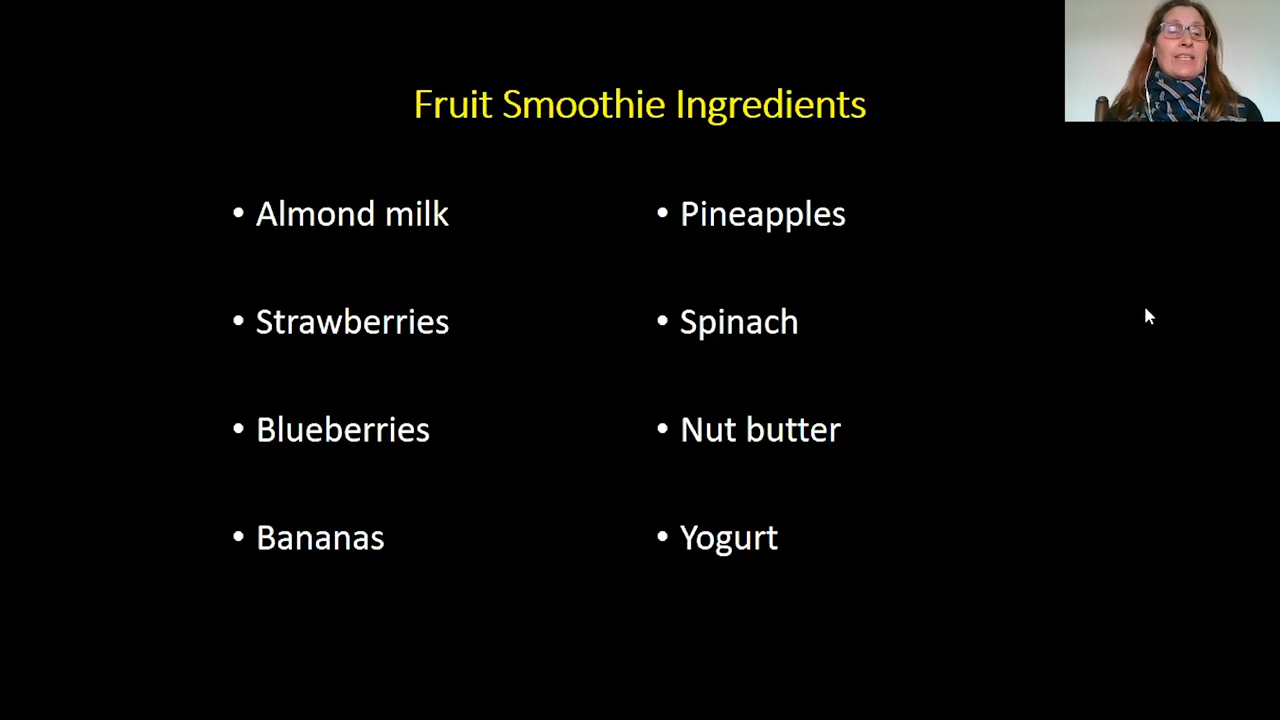 Fruit Smoothie Ingredients
• Almond milk
• Strawberries
• Blueberries
• Bananas
• Pineapples
• Spinach
• Nut butter
• Yogurt